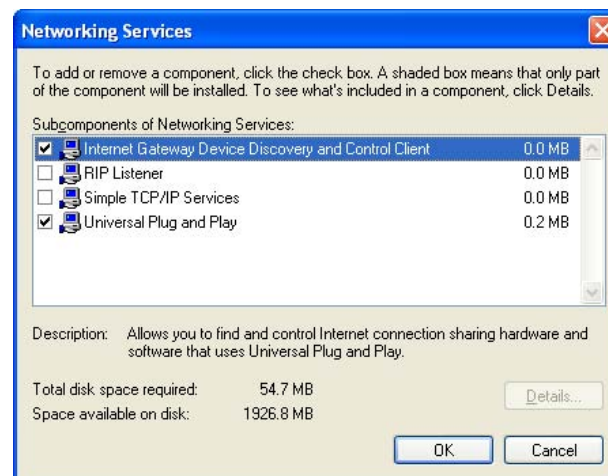 Networking Services
To add or remove a component, click the check box. A shaded box means that only part
of the component will be installed. To see what's included in a component, click Details.
Subcomponents of Networking Services:
Internet Gateway Device Discovery and Control Client 0.0 MB
RIP Listener 0.0 MB
Simple TCP/IP Services 0.0 MB
Universal Plug and Play 0.2 MB
Description: Allows you to find and control Internet connection sharing hardware and
software that uses Universal Plug and Play.
Total disk space required: 54.7 MB
Space available on disk: 1926.8 MB
Details...
OK Cancel